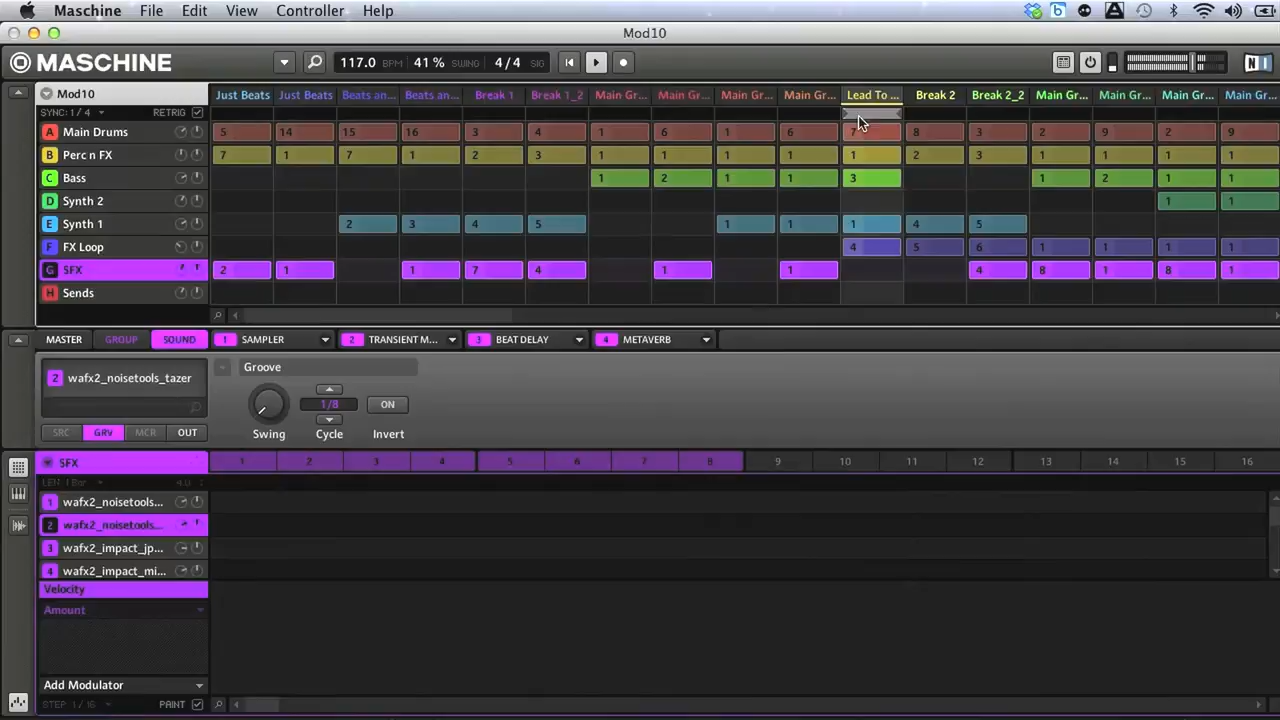 Maschine File Edit View Controller Help
Mod10
MASCHINE 117.0 BPM 41% SWING 4/4 SIG
Mod10 Just Beats Just Beats Beats an... Beats an... Break 1 Break 1_2 Main Gr... Main Gr... Main Gr... Main Gr... Lead To ... Break 2 Break 2_2 Main Gr... Main Gr... Main Gr... Main Gr...
SYNC: 1 / 4 RETRIG
A Main Drums 5 14 15 16 3 4 1 6 1 6 7 8 3 2 9 2 9
B Perc n FX 7 1 7 1 2 3 1 1 1 1 1 2 3 1 1 1 1
C Bass 1 2 1 1 3 1 2 1 1
D Synth 2 1 1
E Synth 1 2 3 4 5 1 1 1 4 5
F FX Loop 4 5 6 1 1 1 1
G SFX 2 1 1 7 4 1 1 4 8 1 8 1
H Sends
MASTER GROUP SOUND 1 SAMPLER 2 TRANSIENT M... 3 BEAT DELAY 4 METAVERB
Groove
2 wafx2_noisetools_tazer
1/8 ON
SRC GRV MCR OUT Swing Cycle Invert
SFX 1 2 3 4 5 6 7 8 9 10 11 12 13 14 15 16
1 wafx2_noisetools...
2 wafx2_noisetools...
3 wafx2_impact_jp...
4 wafx2_impact_mi...
Velocity
Amount
Add Modulator
STEP 1 / 16 PAINT